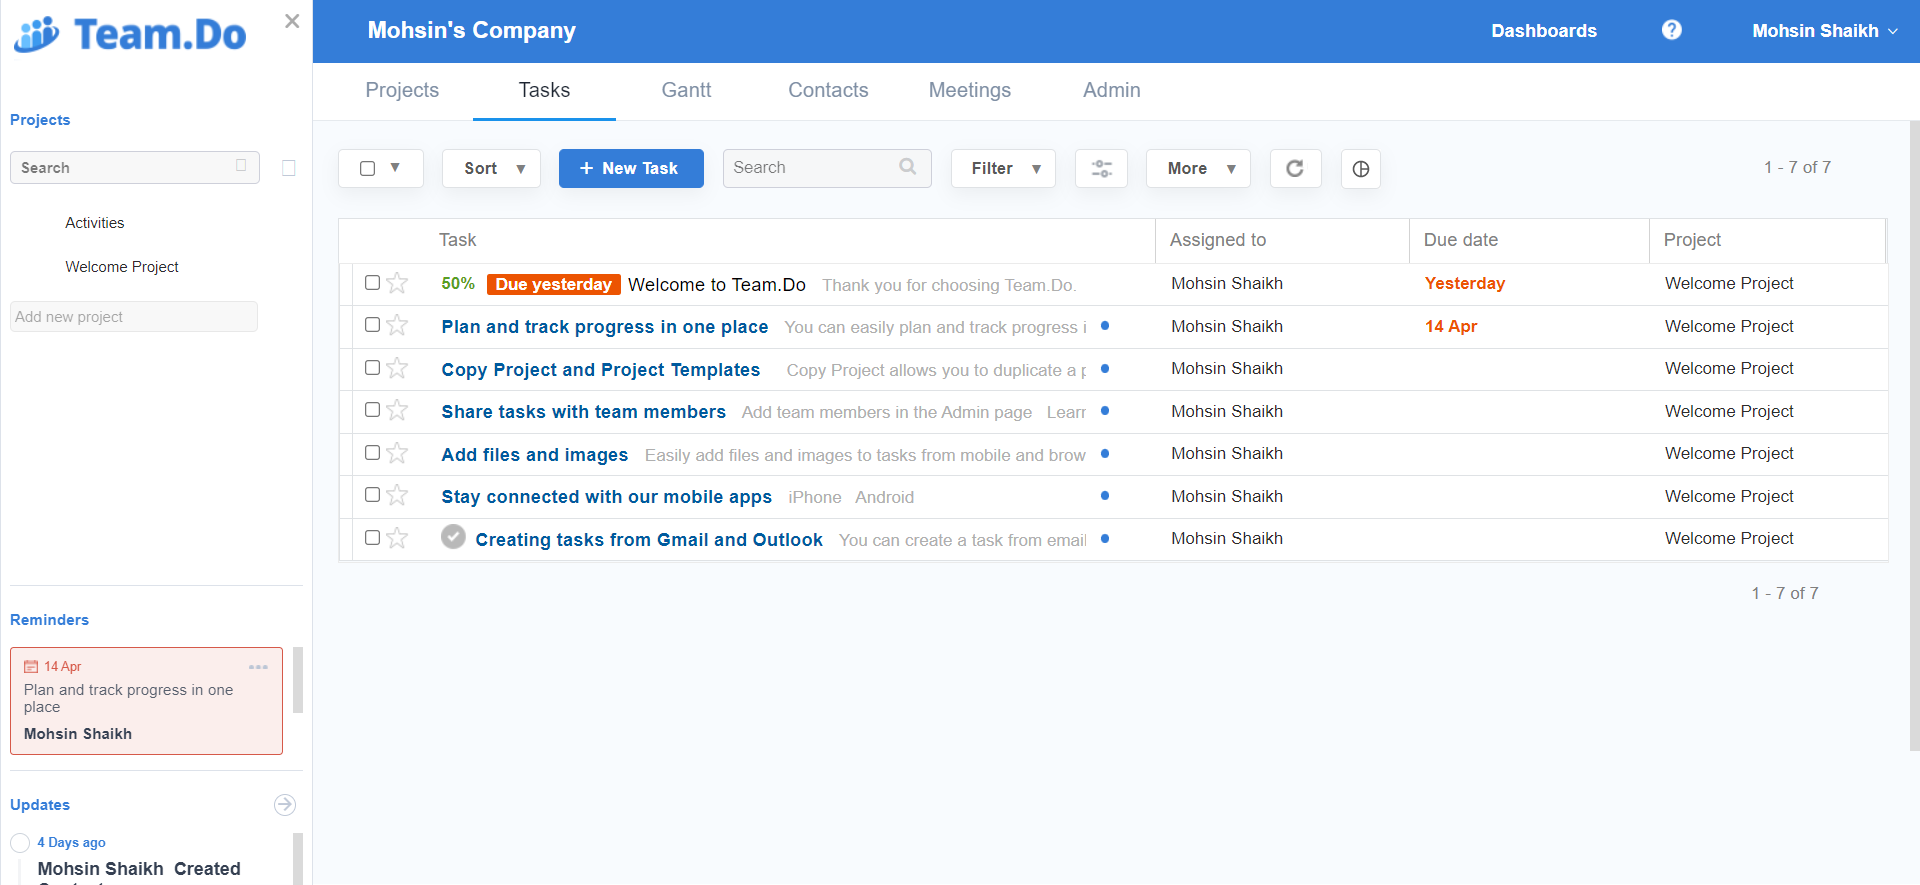 Team.Do
Mohsin's Company
Dashboards
?
Mohsin Shaikh
Projects
Tasks
Gantt
Contacts
Meetings
Admin
Projects
Search
Activities
Welcome Project
Add new project
Sort
+ New Task
Search
Filter
More
1 - 7 of 7
Task Assigned to Due date Project
50% Due yesterday Welcome to Team.Do Thank you for choosing Team.Do. Mohsin Shaikh Yesterday Welcome Project
Plan and track progress in one place You can easily plan and track progress i Mohsin Shaikh 14 Apr Welcome Project
Copy Project and Project Templates Copy Project allows you to duplicate a p Mohsin Shaikh Welcome Project
Share tasks with team members Add team members in the Admin page Learn Mohsin Shaikh Welcome Project
Add files and images Easily add files and images to tasks from mobile and brow Mohsin Shaikh Welcome Project
Stay connected with our mobile apps iPhone Android Mohsin Shaikh Welcome Project
Creating tasks from Gmail and Outlook You can create a task from email Mohsin Shaikh Welcome Project
1 - 7 of 7
Reminders
14 Apr
Plan and track progress in one
place
Mohsin Shaikh
Updates
4 Days ago
Mohsin Shaikh Created